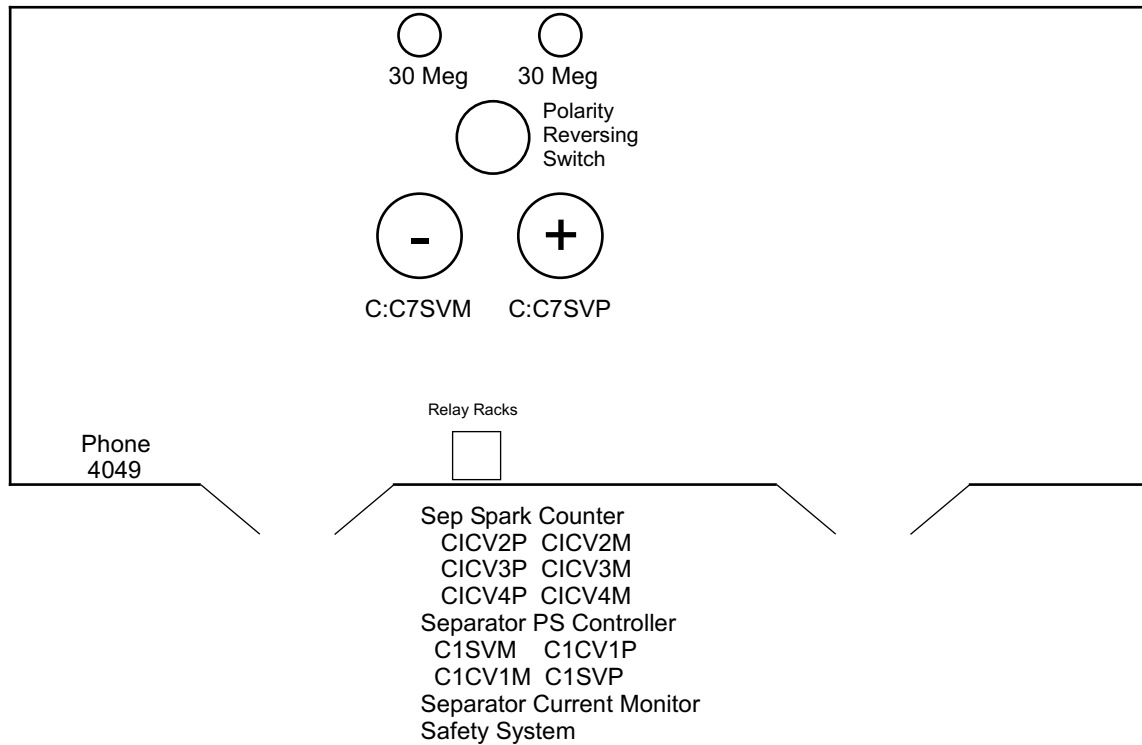 30 Meg 30 Meg
Polarity
Reversing
Switch
- +
C:C7SVM C:C7SVP
Relay Racks
Phone
4049
Sep Spark Counter
CICV2P CICV2M
CICV3P CICV3M
CICV4P CICV4M
Separator PS Controller
C1SVM C1CV1P
C1CV1M C1SVP
Separator Current Monitor
Safety System